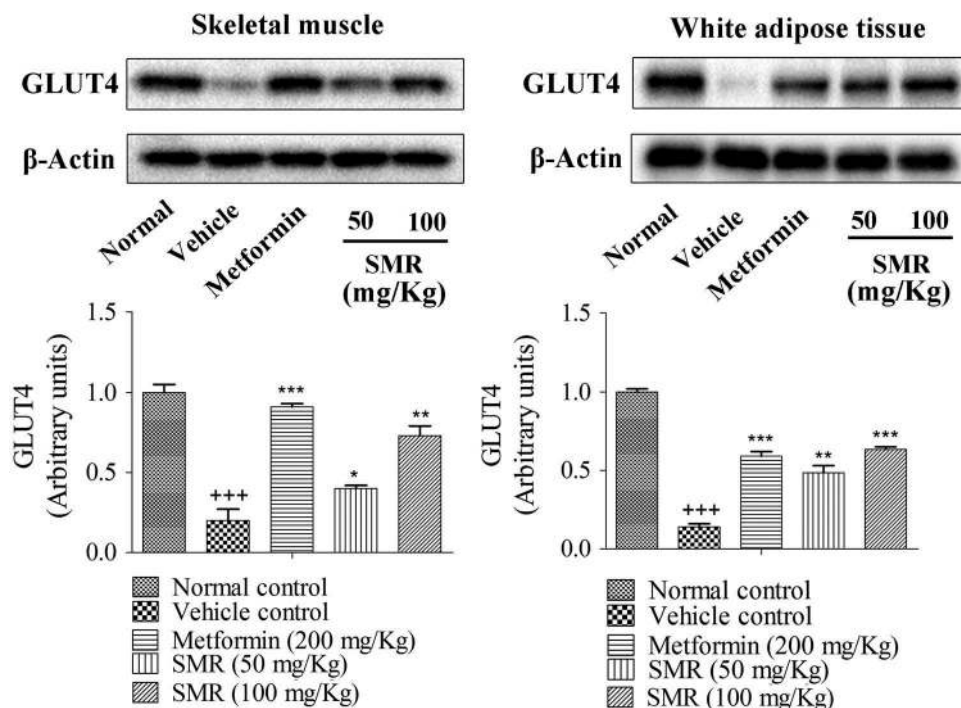 Skeletal muscle
GLUT4
β-Actin
Normal
Vehicle
Metformin
50 100
SMR
(mg/Kg)
GLUT4
(Arbitrary units)
1.5
1.0
0.5
0.0
+++
***
*
**
Normal control
Vehicle control
Metformin (200 mg/Kg)
SMR (50 mg/Kg)
SMR (100 mg/Kg)
White adipose tissue
GLUT4
β-Actin
Normal
Vehicle
Metformin
50 100
SMR
(mg/Kg)
GLUT4
(Arbitrary units)
1.5
1.0
0.5
0.0
+++
***
**
***
Normal control
Vehicle control
Metformin (200 mg/Kg)
SMR (50 mg/Kg)
SMR (100 mg/Kg)